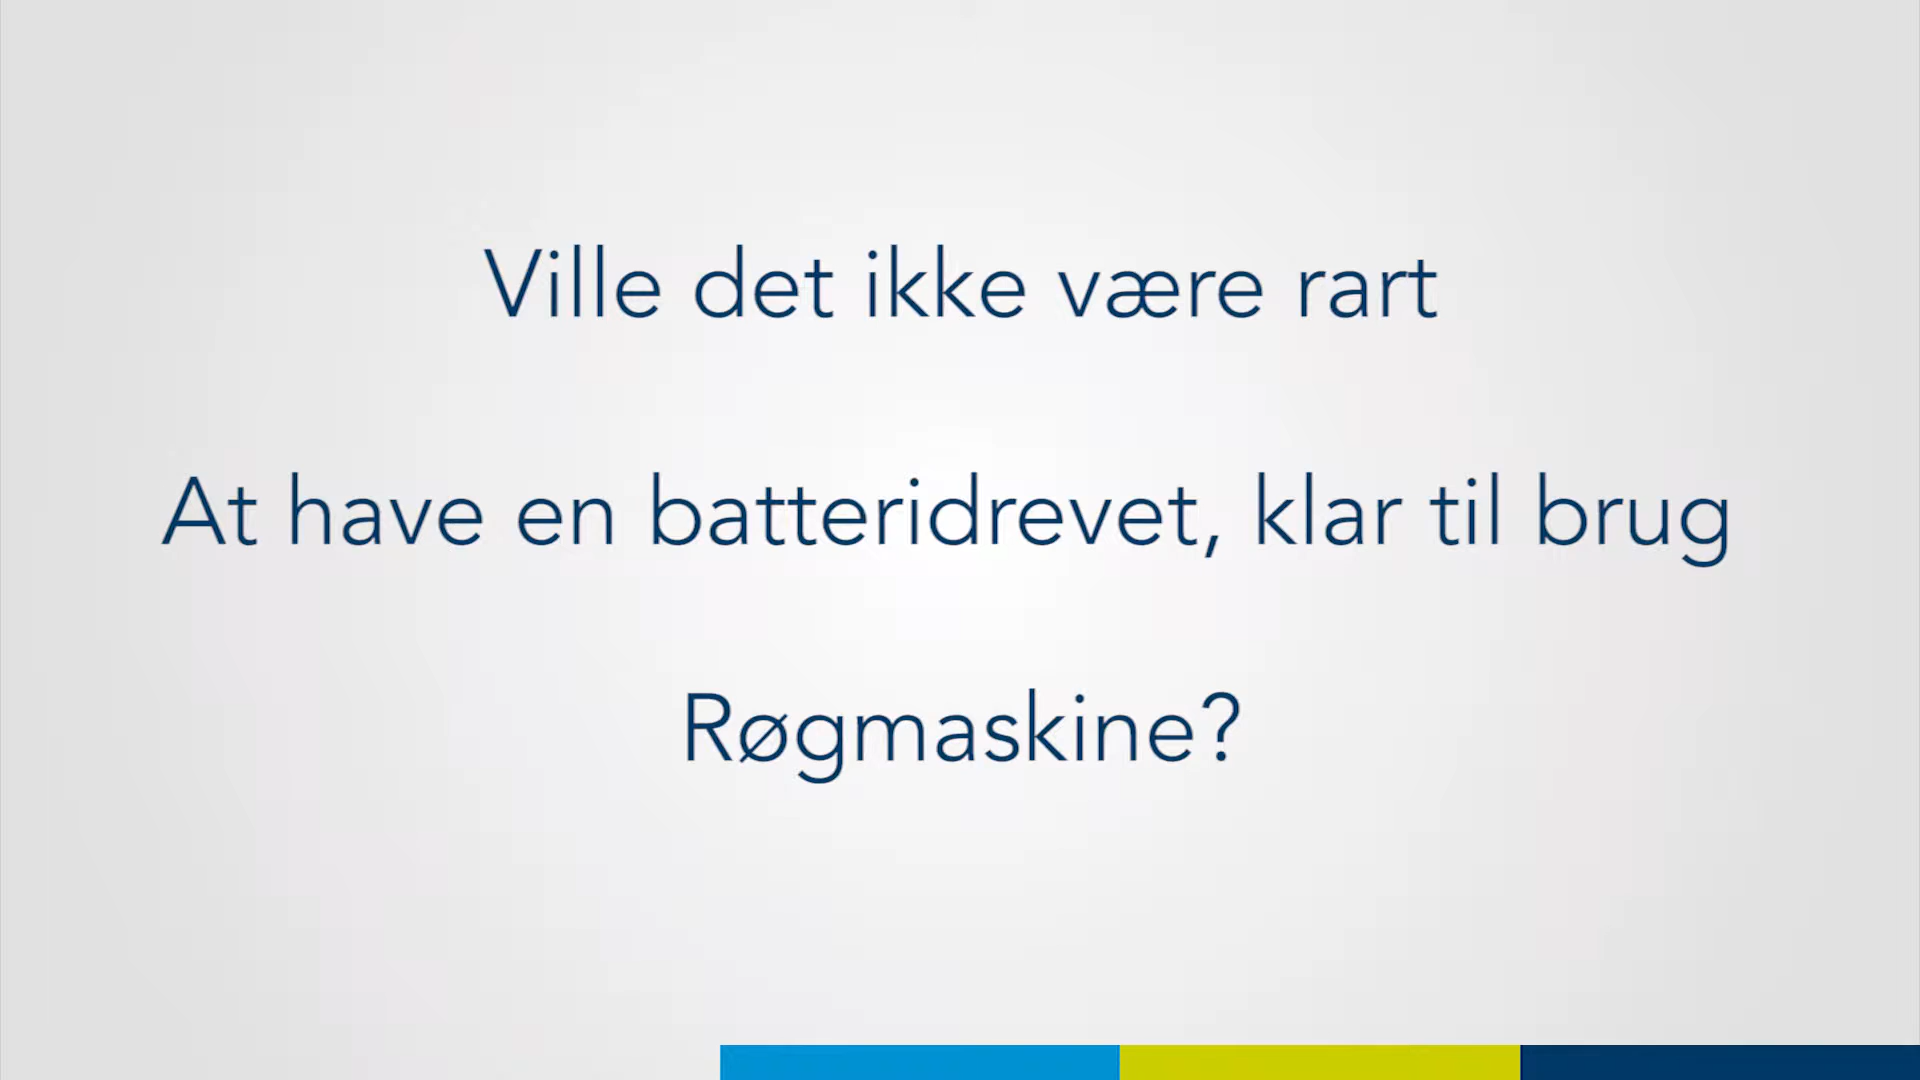 Ville det ikke være rart
At have en batteridrevet, klar til brug
Røgmaskine?